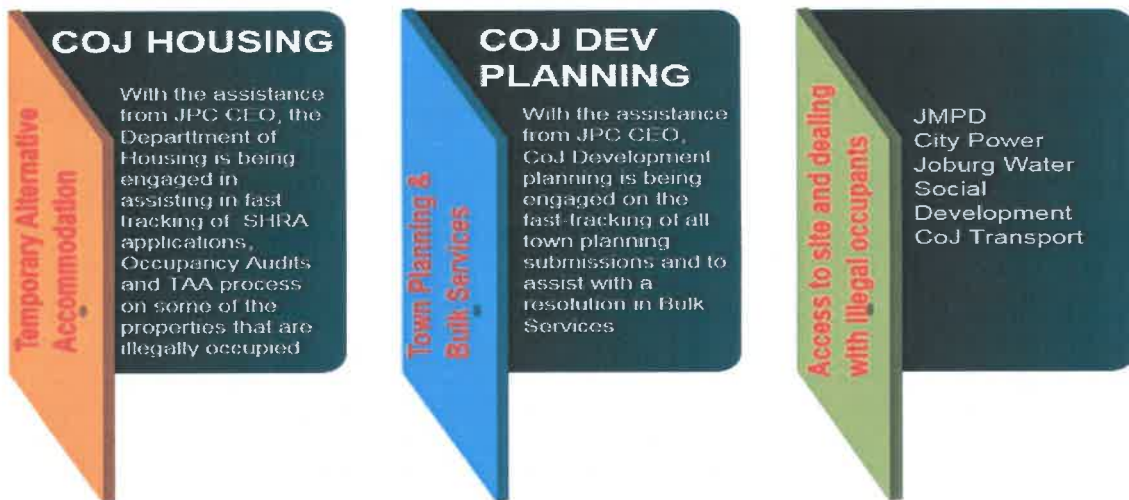 Temporary Alternative
Accommodation
COJ HOUSING
With the assistance
from JPC CEO, the
Department of
Housing is being
engaged in
assisting in fast
tracking of SHRA
applications,
Occupancy Audits
and TAA process
on some of the
properties that are
illegally occupied
Town Planning &
Bulk Services
COJ DEV
PLANNING
With the assistance
from JPC CEO,
CoJ Development
planning is being
engaged on the
fast-tracking of all
town planning
submissions and to
assist with a
resolution in Bulk
Services
Access to site and dealing
with Illegal occupants
JMPD
City Power
Joburg Water
Social
Development
CoJ Transport